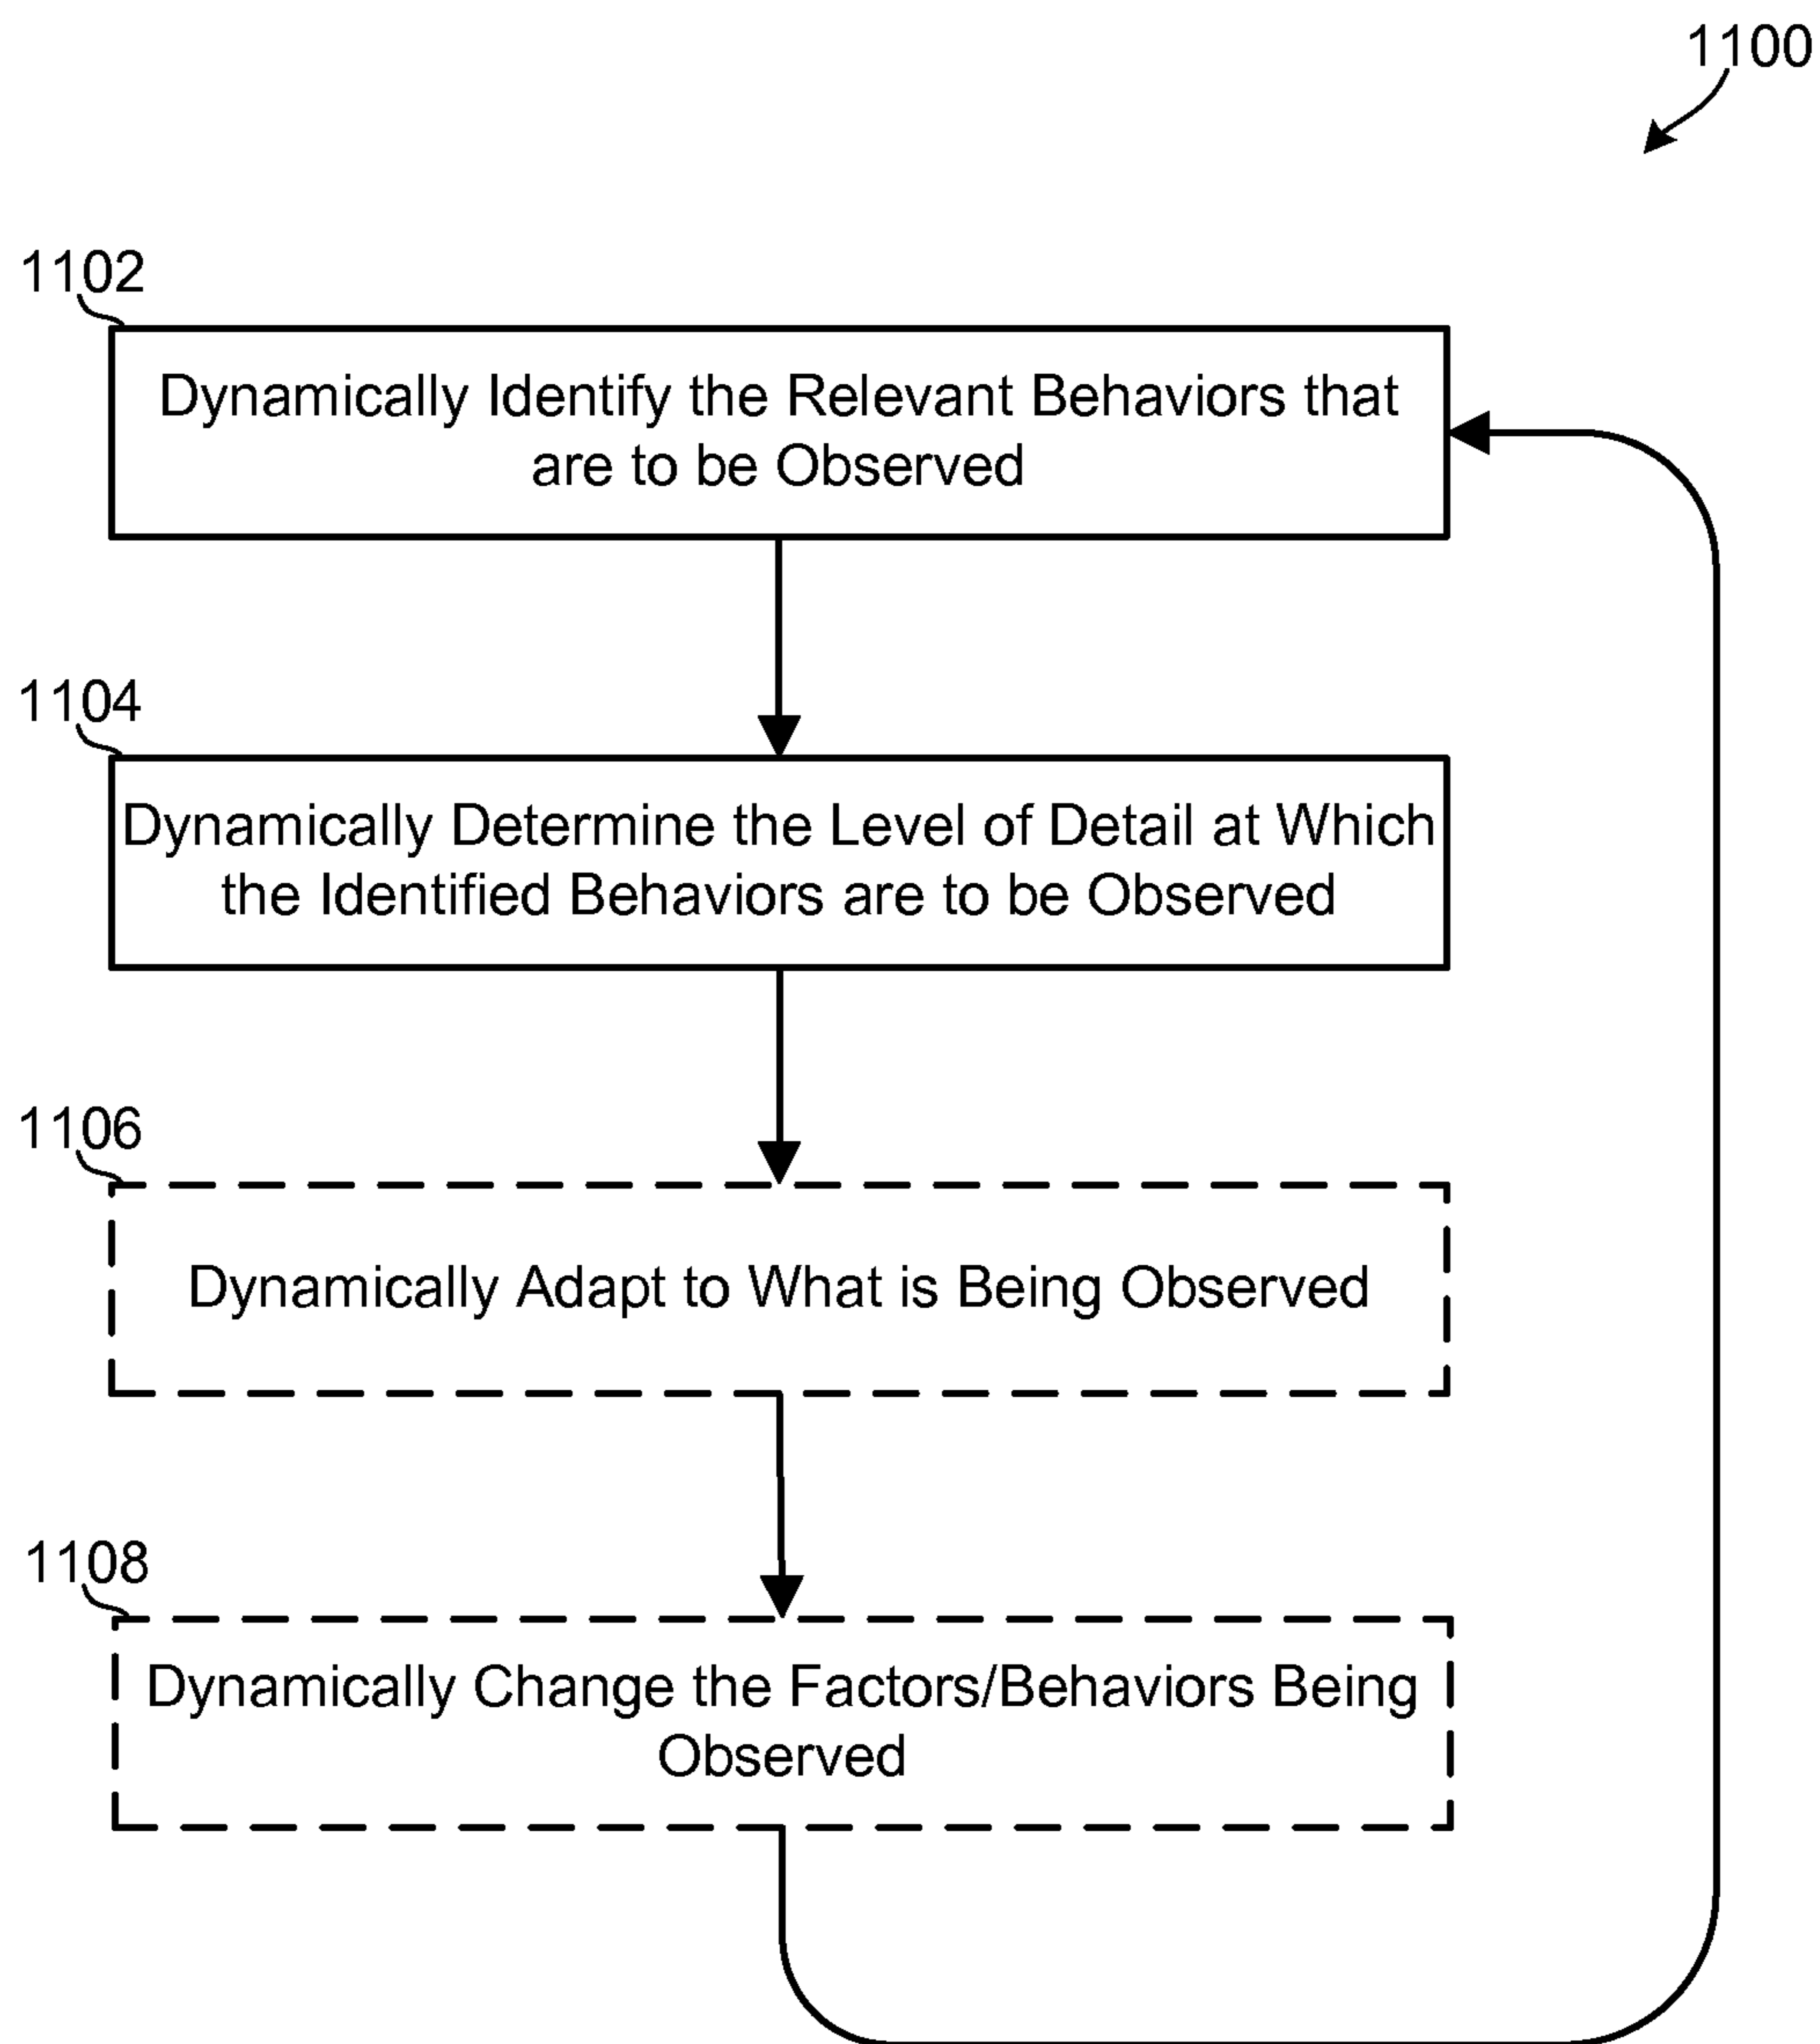 1100
1102
Dynamically Identify the Relevant Behaviors that
are to be Observed
1104
Dynamically Determine the Level of Detail at Which
the Identified Behaviors are to be Observed
1106
Dynamically Adapt to What is Being Observed
1108
Dynamically Change the Factors/Behaviors Being
Observed